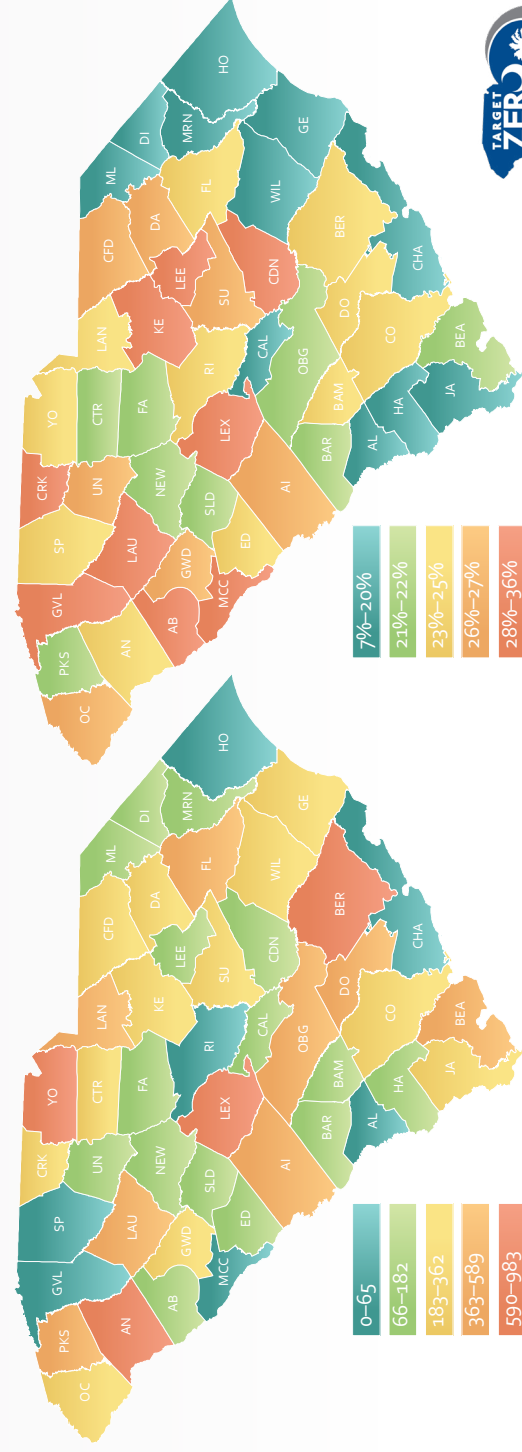 OC
PKS
GVL
SP
CRK
YO
AN
LAU
UN
CTR
LAN
CFD
ML
DI
AB
GWD
NEW
FA
KE
DA
MRN
HO
MCC
ED
SLD
RI
LEE
SU
FL
AI
LEX
CAL
CDN
WIL
GE
BAR
BAM
OBG
DO
BER
AL
HA
CO
CHA
JA
BEA
0–65
66–182
183–362
363–589
590–983
OC
PKS
GVL
SP
CRK
YO
AN
LAU
UN
CTR
LAN
CFD
ML
DI
AB
GWD
NEW
FA
KE
DA
MRN
HO
MCC
ED
SLD
RI
LEE
SU
FL
AI
LEX
CAL
CDN
WIL
GE
BAR
BAM
OBG
DO
BER
AL
HA
CO
CHA
JA
BEA
7%–20%
21%–22%
23%–25%
26%–27%
28%–36%
TARGET
ZERO